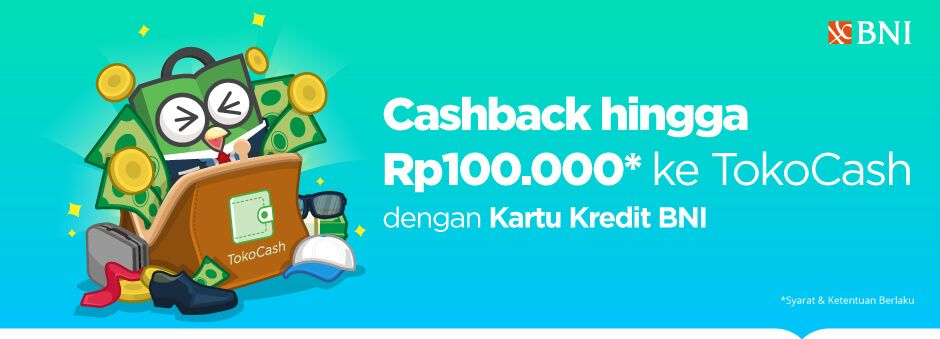 BNI
Cashback hingga
Rp100.000* ke TokoCash
dengan Kartu Kredit BNI
TokoCash
*Syarat & Ketentuan Berlaku